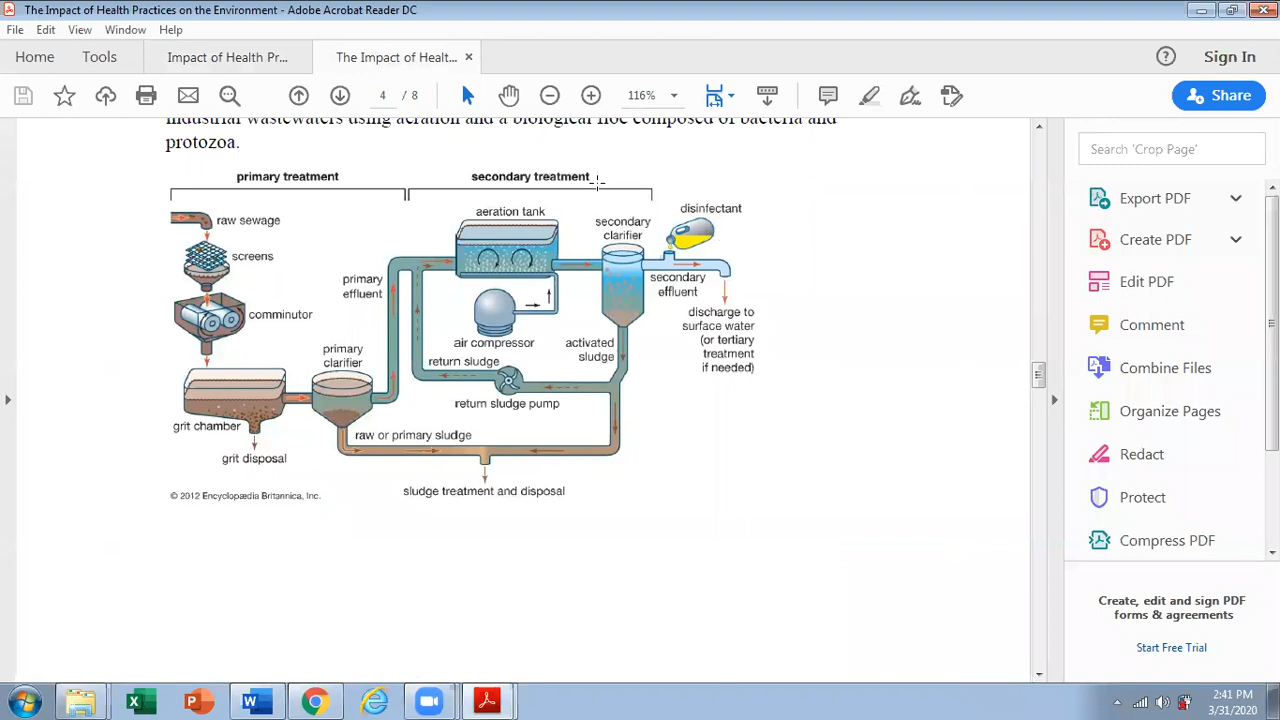 The Impact of Health Practices on the Environment - Adobe Acrobat Reader DC
File Edit View Window Help
Home Tools Impact of Health Pr... The Impact of Healt... × Sign In
4 / 8 116% Share
industrial wastewaters using aeration and a biological floc composed of bacteria and
protozoa.
primary treatment secondary treatment
raw sewage
screens
comminutor
grit chamber
grit disposal
primary
clarifier
primary
effluent
raw or primary sludge
aeration tank
air compressor
return sludge
return sludge pump
secondary
clarifier
activated
sludge
disinfectant
secondary
effluent
discharge to
surface water
(or tertiary
treatment
if needed)
sludge treatment and disposal
© 2012 Encyclopædia Britannica, Inc.
Search 'Crop Page'
Export PDF
Create PDF
Edit PDF
Comment
Combine Files
Organize Pages
Redact
Protect
Compress PDF
Create, edit and sign PDF
forms & agreements
Start Free Trial
2:41 PM
3/31/2020